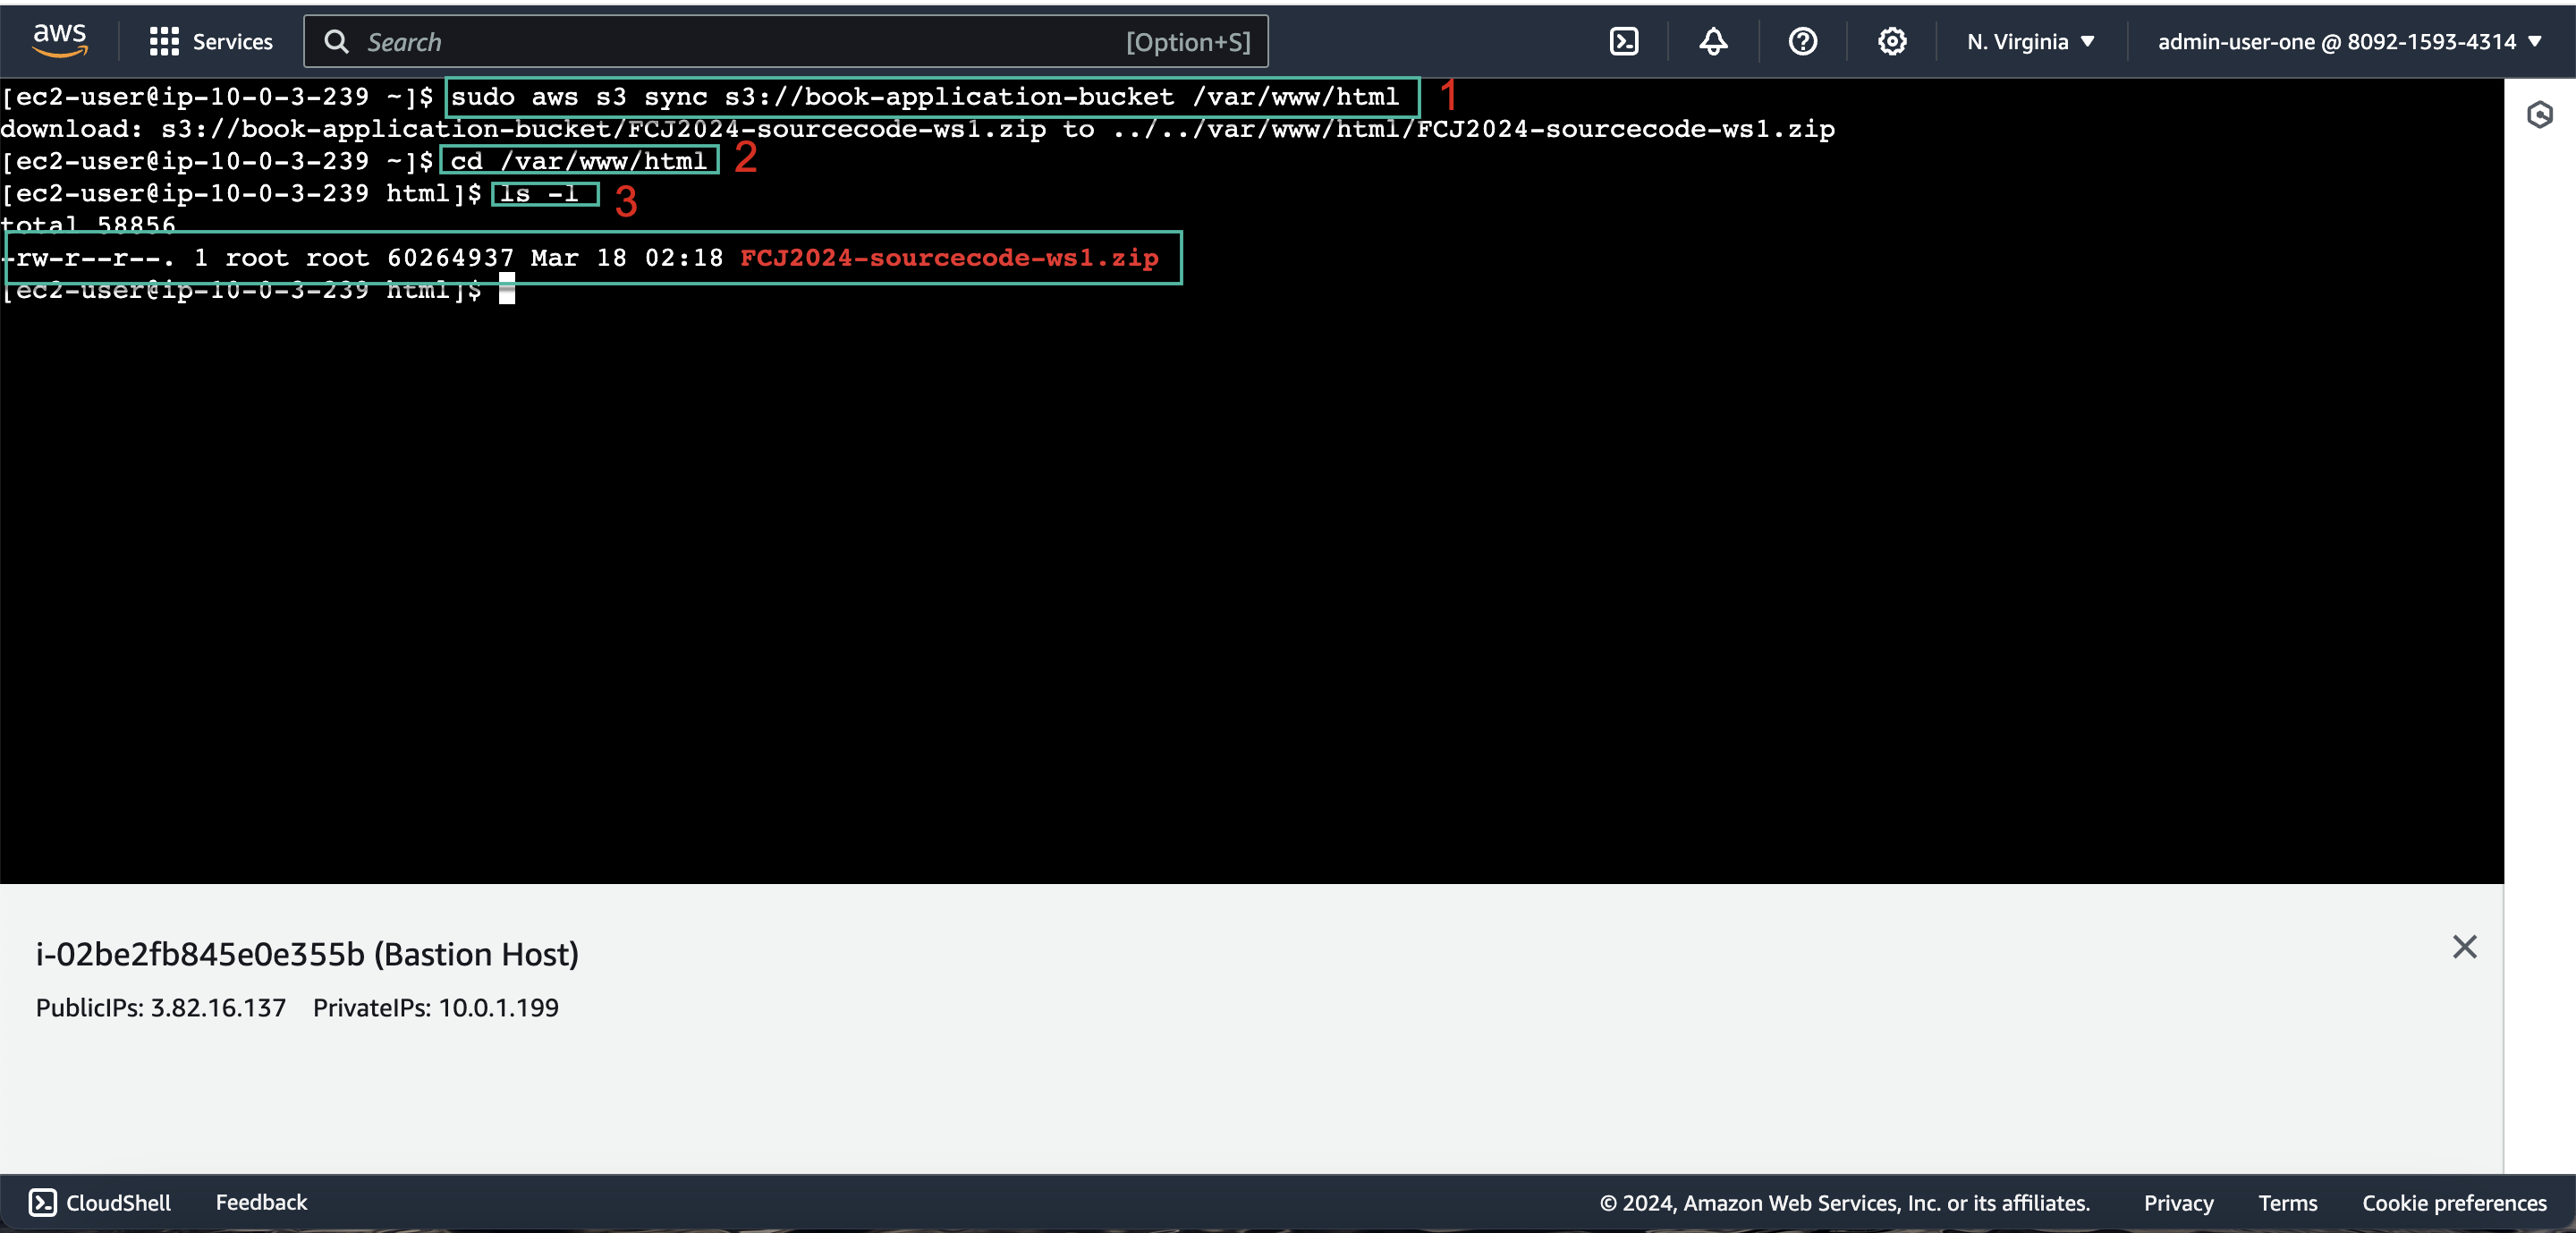 aws Services Search [Option+S] N. Virginia admin-user-one @ 8092-1593-4314
[ec2-user@ip-10-0-3-239 ~]$ sudo aws s3 sync s3://book-application-bucket /var/www/html 1
download: s3://book-application-bucket/FCJ2024-sourcecode-ws1.zip to ../../var/www/html/FCJ2024-sourcecode-ws1.zip
[ec2-user@ip-10-0-3-239 ~]$ cd /var/www/html 2
[ec2-user@ip-10-0-3-239 html]$ ls -l 3
total 58856
-rw-r--r--. 1 root root 60264937 Mar 18 02:18 FCJ2024-sourcecode-ws1.zip
[ec2-user@ip-10-0-3-239 html]$
i-02be2fb845e0e355b (Bastion Host)
PublicIPs: 3.82.16.137 PrivateIPs: 10.0.1.199
CloudShell Feedback © 2024, Amazon Web Services, Inc. or its affiliates. Privacy Terms Cookie preferences